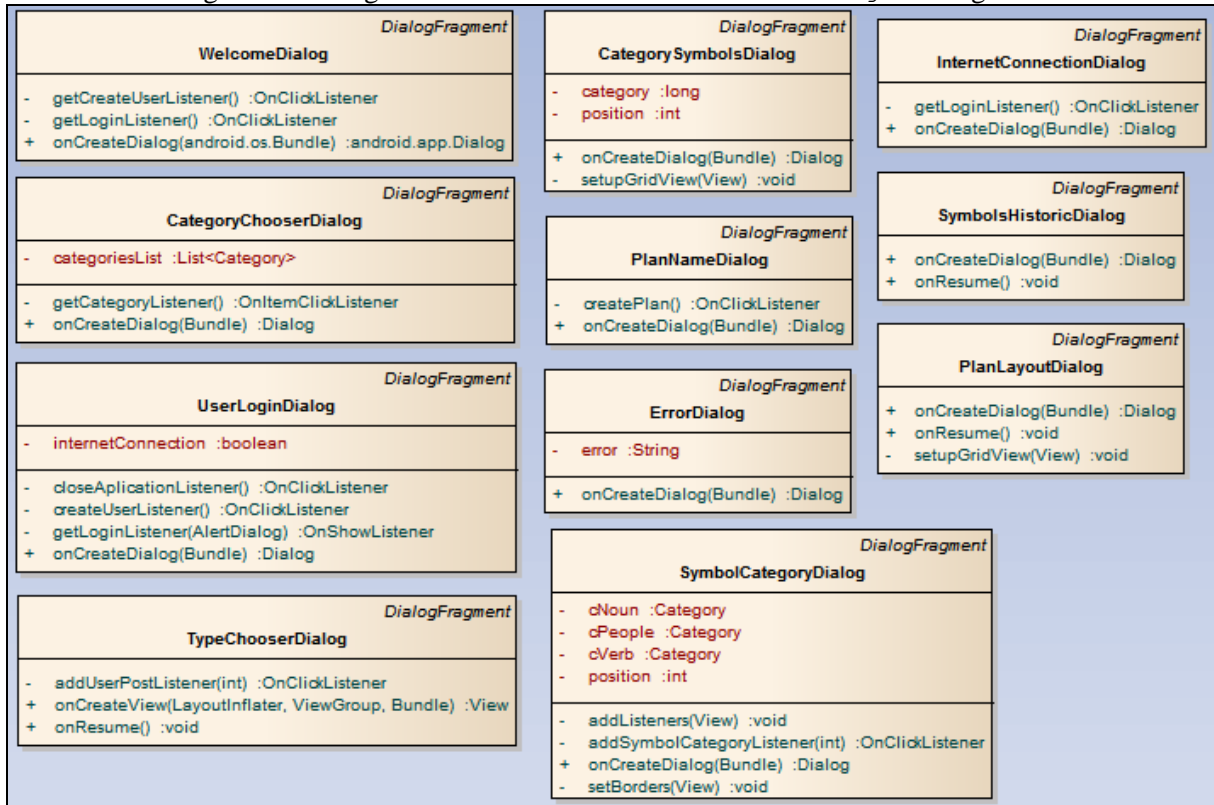 DialogFragment
WelcomeDialog
- getCreateUserListener() :OnClickListener
- getLoginListener() :OnClickListener
+ onCreateDialog(android.os.Bundle) :android.app.Dialog
DialogFragment
CategoryChooserDialog
- categoriesList :List<Category>
- getCategoryListener() :OnItemClickListener
+ onCreateDialog(Bundle) :Dialog
DialogFragment
UserLoginDialog
- internetConnection :boolean
- closeAplicationListener() :OnClickListener
- createUserListener() :OnClickListener
- getLoginListener(AlertDialog) :OnShowListener
+ onCreateDialog(Bundle) :Dialog
DialogFragment
TypeChooserDialog
- addUserPostListener(int) :OnClickListener
+ onCreateView(LayoutInflater, ViewGroup, Bundle) :View
+ onResume() :void
DialogFragment
CategorySymbolsDialog
- category :long
- position :int
+ onCreateDialog(Bundle) :Dialog
- setupGridView(View) :void
DialogFragment
PlanNameDialog
- createPlan() :OnClickListener
+ onCreateDialog(Bundle) :Dialog
DialogFragment
ErrorDialog
- error :String
+ onCreateDialog(Bundle) :Dialog
DialogFragment
SymbolCategoryDialog
- cNoun :Category
- cPeople :Category
- cVerb :Category
- position :int
- addListeners(View) :void
- addSymbolCategoryListener(int) :OnClickListener
+ onCreateDialog(Bundle) :Dialog
- setBorders(View) :void
DialogFragment
InternetConnectionDialog
- getLoginListener() :OnClickListener
+ onCreateDialog(Bundle) :Dialog
DialogFragment
SymbolsHistoricDialog
+ onCreateDialog(Bundle) :Dialog
+ onResume() :void
DialogFragment
PlanLayoutDialog
+ onCreateDialog(Bundle) :Dialog
+ onResume() :void
- setupGridView(View) :void